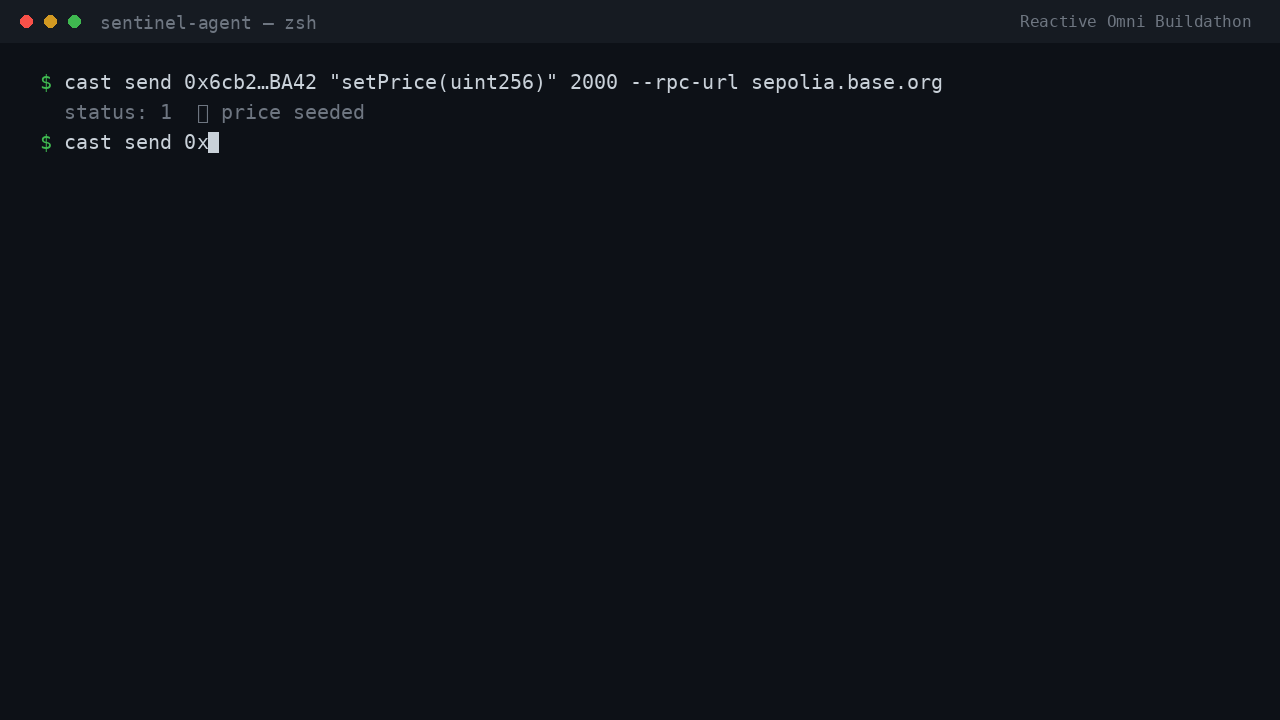 sentinel-agent — zsh
Reactive Omni Buildathon
$ cast send 0x6cb2…BA42 "setPrice(uint256)" 2000 --rpc-url sepolia.base.org
status: 1 ▯ price seeded
$ cast send 0x